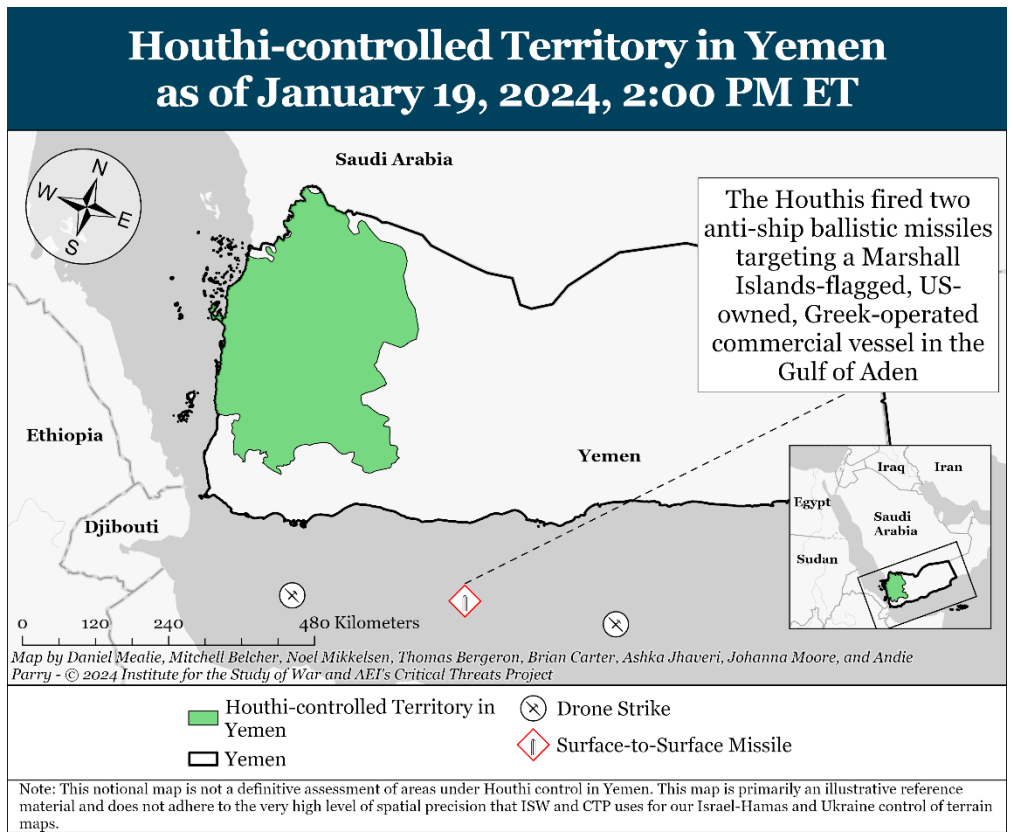 Houthi-controlled Territory in Yemen
as of January 19, 2024, 2:00 PM ET
Saudi Arabia
N
W
E
S
The Houthis fired two
anti-ship ballistic missiles
targeting a Marshall
Islands-flagged, US-
owned, Greek-operated
commercial vessel in the
Gulf of Aden
Ethiopia
Yemen
Djibouti
Iraq
Iran
Egypt
Saudi
Arabia
Sudan
0 120 240 480 Kilometers
Map by Daniel Mealie, Mitchell Belcher, Noel Mikkelsen, Thomas Bergeron, Brian Carter, Ashka Jhaveri, Johanna Moore, and Andie
Parry - © 2024 Institute for the Study of War and AEI's Critical Threats Project
Houthi-controlled Territory in
Yemen
Yemen
Drone Strike
Surface-to-Surface Missile
Note: This notional map is not a definitive assessment of areas under Houthi control in Yemen. This map is primarily an illustrative reference
material and does not adhere to the very high level of spatial precision that ISW and CTP uses for our Israel-Hamas and Ukraine control of terrain
maps.